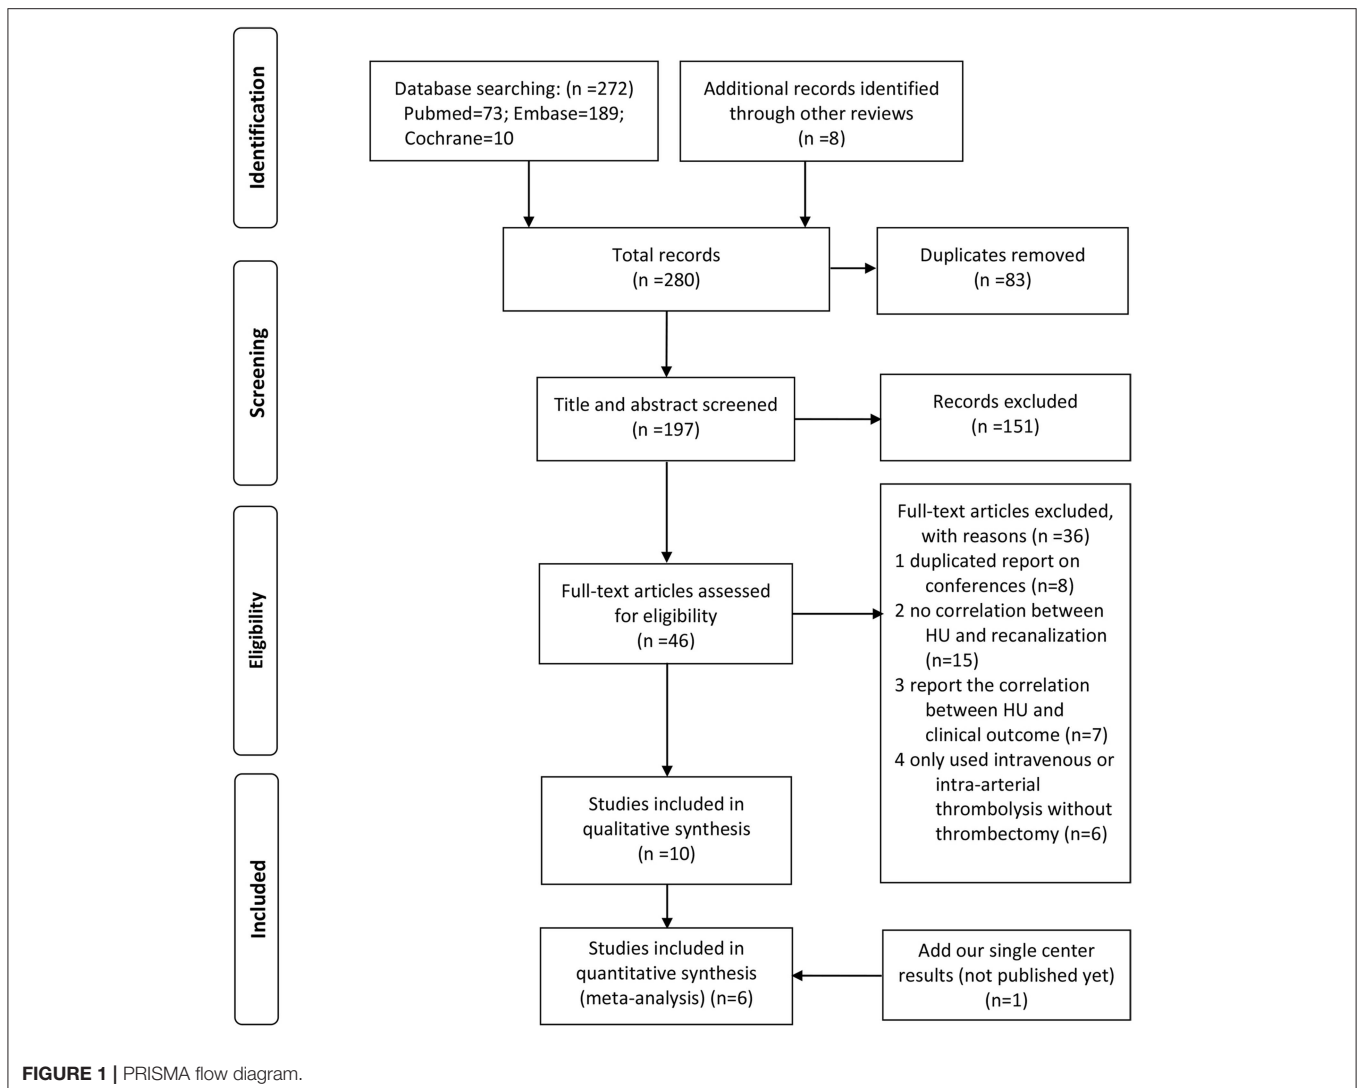 Identification
Database searching: (n =272)
Pubmed=73; Embase=189;
Cochrane=10
Additional records identified
through other reviews
(n =8)
Total records
(n =280)
Duplicates removed
(n =83)
Screening
Title and abstract screened
(n =197)
Records excluded
(n =151)
Eligibility
Full-text articles assessed
for eligibility
(n =46)
Full-text articles excluded,
with reasons (n =36)
1 duplicated report on
conferences (n=8)
2 no correlation between
HU and recanalization
(n=15)
3 report the correlation
between HU and
clinical outcome (n=7)
4 only used intravenous or
intra-arterial
thrombolysis without
thrombectomy (n=6)
Included
Studies included in
qualitative synthesis
(n =10)
Studies included in
quantitative synthesis
(meta-analysis) (n=6)
Add our single center
results (not published yet)
(n=1)
FIGURE 1 | PRISMA flow diagram.